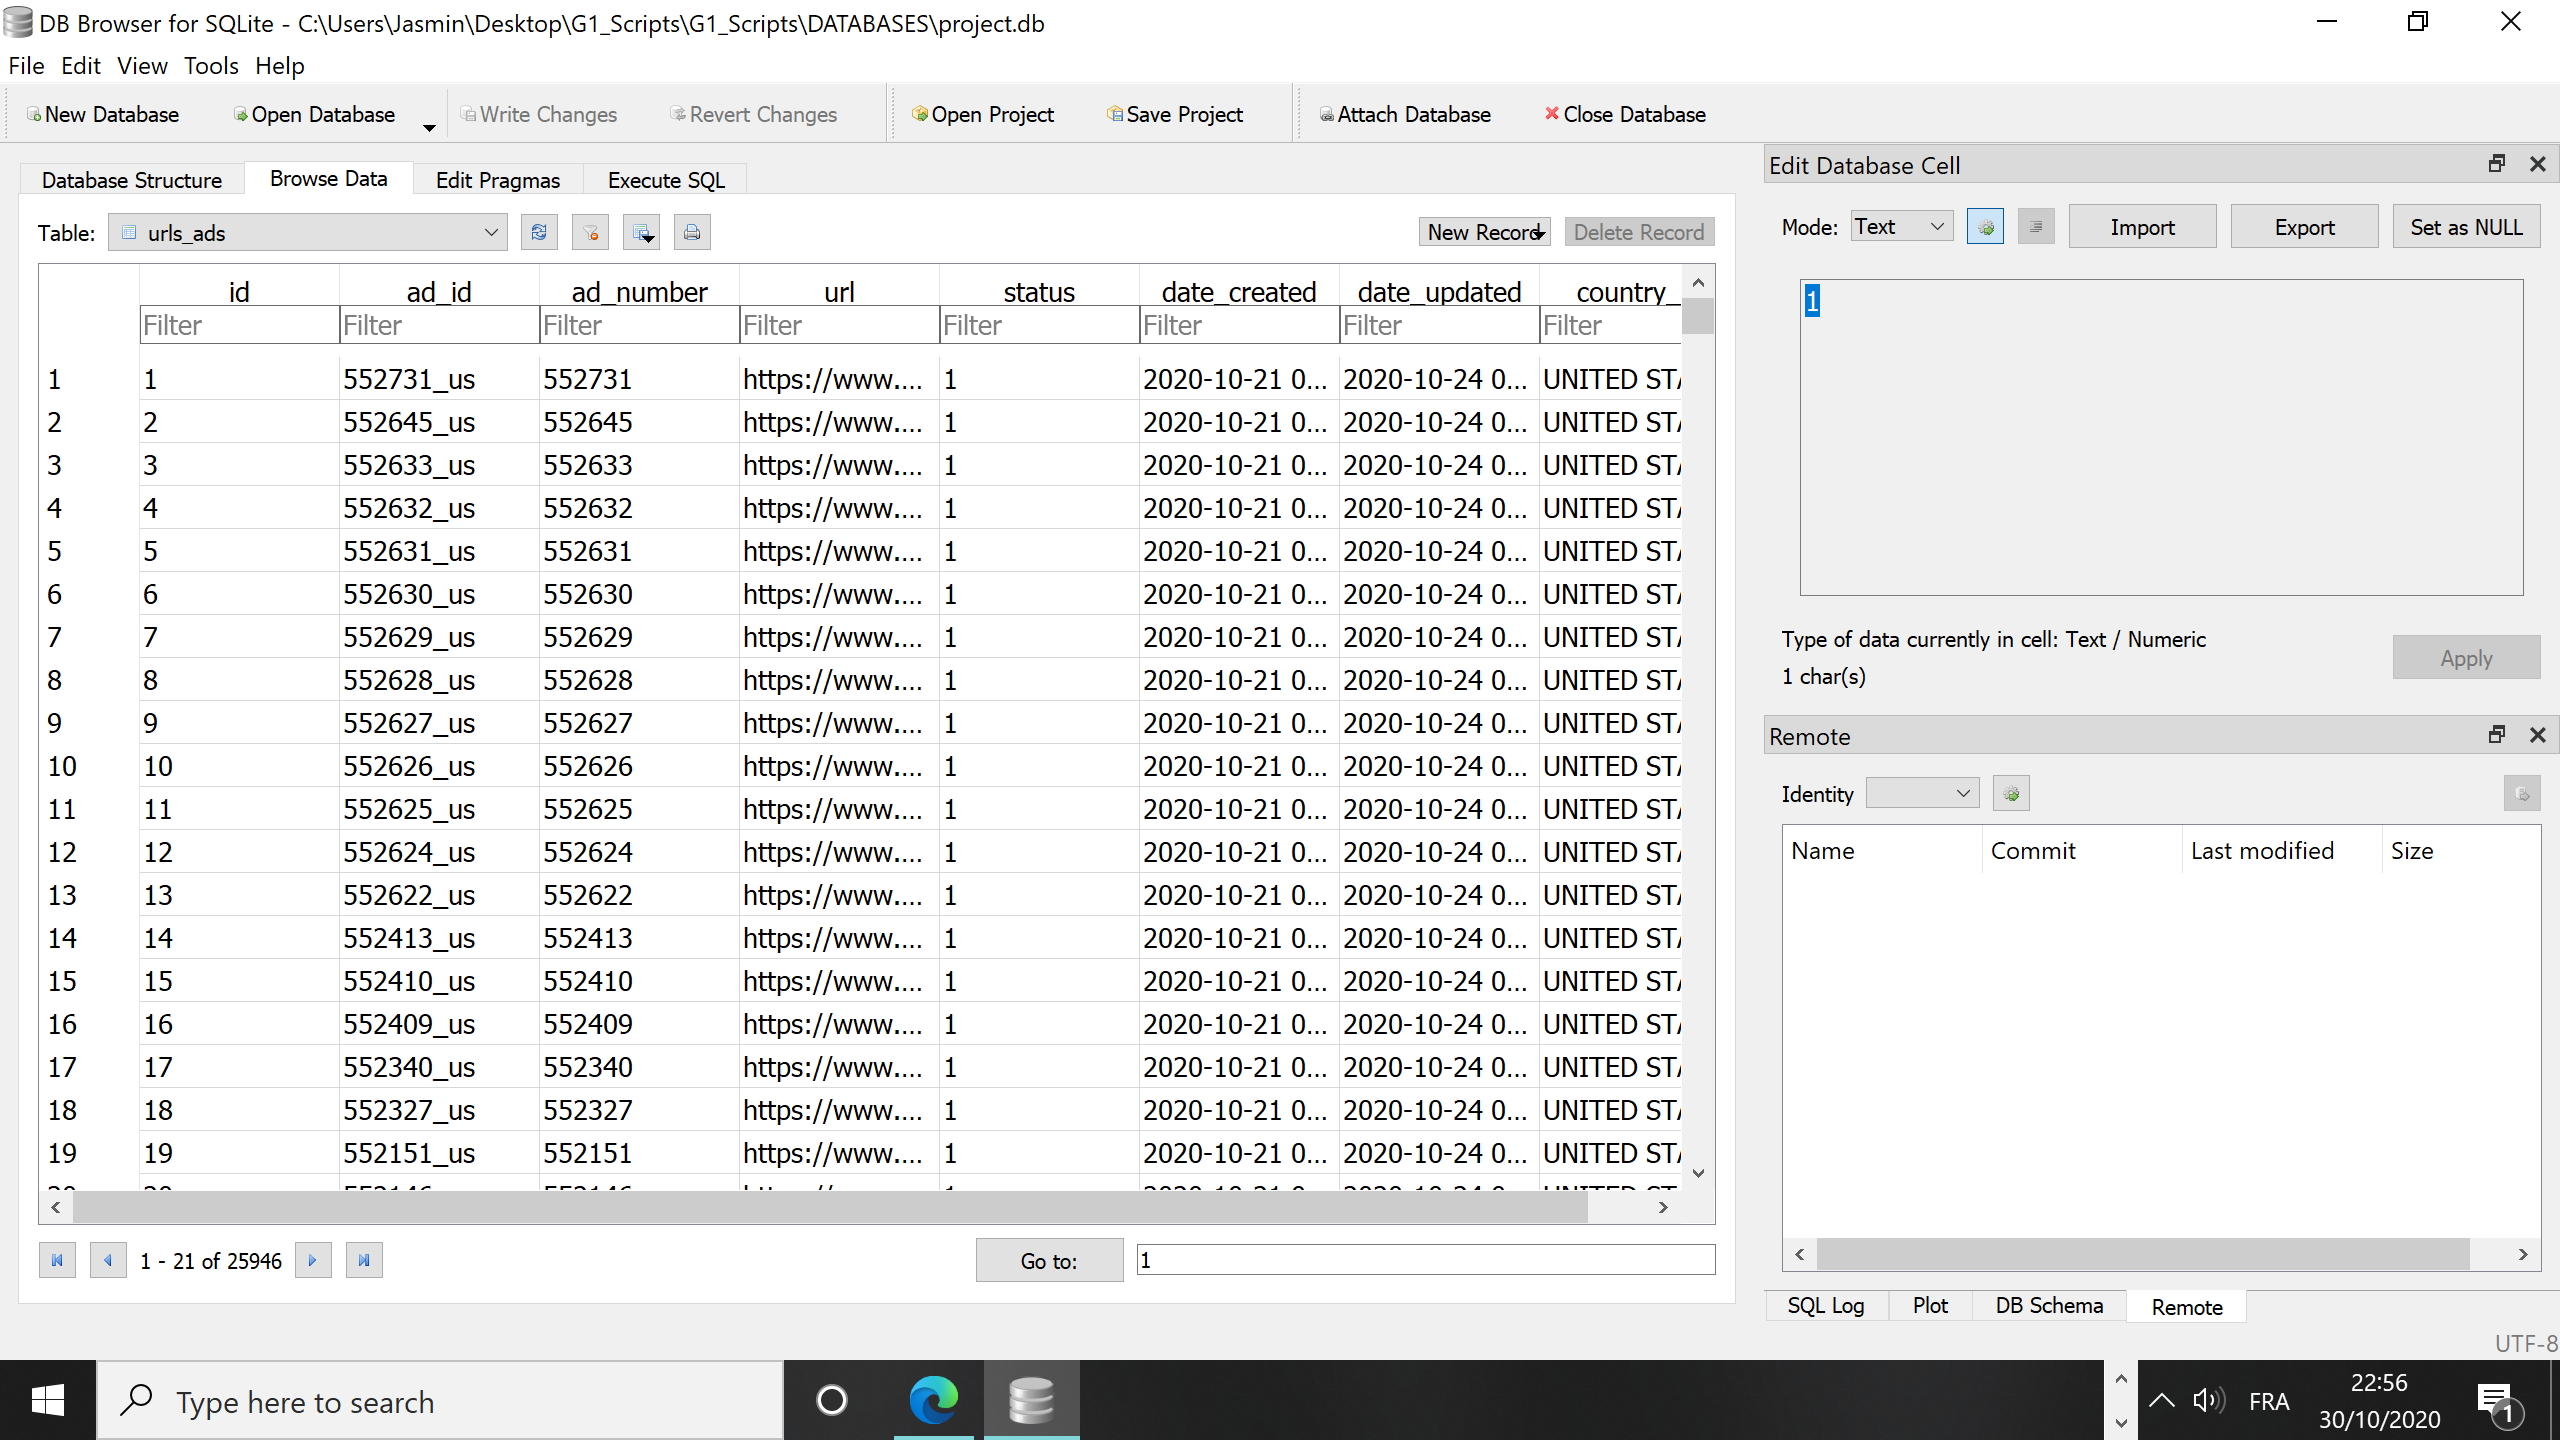 DB Browser for SQLite - C:\Users\Jasmin\Desktop\G1_Scripts\G1_Scripts\DATABASES\project.db
File Edit View Tools Help
New Database Open Database Write Changes Revert Changes Open Project Save Project Attach Database Close Database
Database Structure Browse Data Edit Pragmas Execute SQL
Table: urls_ads New Record Delete Record
id ad_id ad_number url status date_created date_updated country_
Filter Filter Filter Filter Filter Filter Filter Filter
1 1 552731_us 552731 https://www.... 1 2020-10-21 0... 2020-10-24 0... UNITED STA
2 2 552645_us 552645 https://www.... 1 2020-10-21 0... 2020-10-24 0... UNITED STA
3 3 552633_us 552633 https://www.... 1 2020-10-21 0... 2020-10-24 0... UNITED STA
4 4 552632_us 552632 https://www.... 1 2020-10-21 0... 2020-10-24 0... UNITED STA
5 5 552631_us 552631 https://www.... 1 2020-10-21 0... 2020-10-24 0... UNITED STA
6 6 552630_us 552630 https://www.... 1 2020-10-21 0... 2020-10-24 0... UNITED STA
7 7 552629_us 552629 https://www.... 1 2020-10-21 0... 2020-10-24 0... UNITED STA
8 8 552628_us 552628 https://www.... 1 2020-10-21 0... 2020-10-24 0... UNITED STA
9 9 552627_us 552627 https://www.... 1 2020-10-21 0... 2020-10-24 0... UNITED STA
10 10 552626_us 552626 https://www.... 1 2020-10-21 0... 2020-10-24 0... UNITED STA
11 11 552625_us 552625 https://www.... 1 2020-10-21 0... 2020-10-24 0... UNITED STA
12 12 552624_us 552624 https://www.... 1 2020-10-21 0... 2020-10-24 0... UNITED STA
13 13 552622_us 552622 https://www.... 1 2020-10-21 0... 2020-10-24 0... UNITED STA
14 14 552413_us 552413 https://www.... 1 2020-10-21 0... 2020-10-24 0... UNITED STA
15 15 552410_us 552410 https://www.... 1 2020-10-21 0... 2020-10-24 0... UNITED STA
16 16 552409_us 552409 https://www.... 1 2020-10-21 0... 2020-10-24 0... UNITED STA
17 17 552340_us 552340 https://www.... 1 2020-10-21 0... 2020-10-24 0... UNITED STA
18 18 552327_us 552327 https://www.... 1 2020-10-21 0... 2020-10-24 0... UNITED STA
19 19 552151_us 552151 https://www.... 1 2020-10-21 0... 2020-10-24 0... UNITED STA
1 - 21 of 25946 Go to: 1
Edit Database Cell
Mode: Text Import Export Set as NULL
1
Type of data currently in cell: Text / Numeric
1 char(s)
Apply
Remote
Identity
Name Commit Last modified Size
SQL Log Plot DB Schema Remote
UTF-8
Type here to search
FRA
22:56
30/10/2020
1